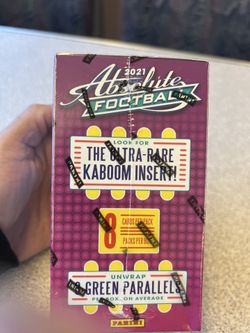 2021
Absolute
FOOTBALL
LOOK FOR
THE ULTRA-RARE
KABOOM INSERT!
8
CARDS PER PACK
PACKS PER BOX
UNWRAP
GREEN PARALLELS
PER BOX, ON AVERAGE
PANINI